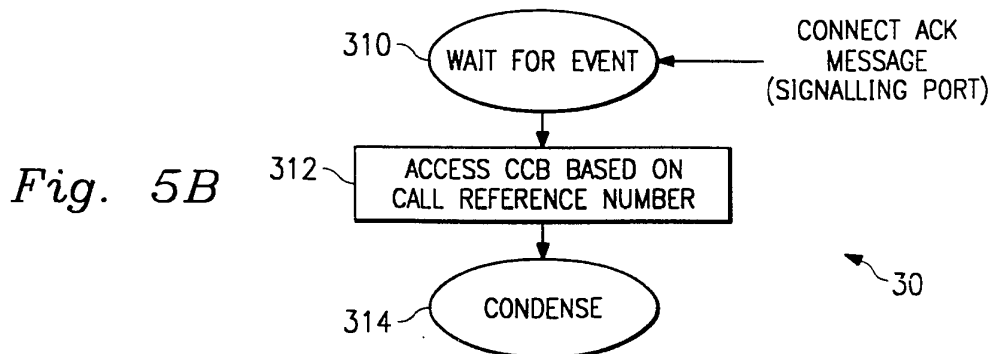 310
WAIT FOR EVENT
CONNECT ACK
MESSAGE
(SIGNALLING PORT)
Fig. 5B
312
ACCESS CCB BASED ON
CALL REFERENCE NUMBER
30
314
CONDENSE